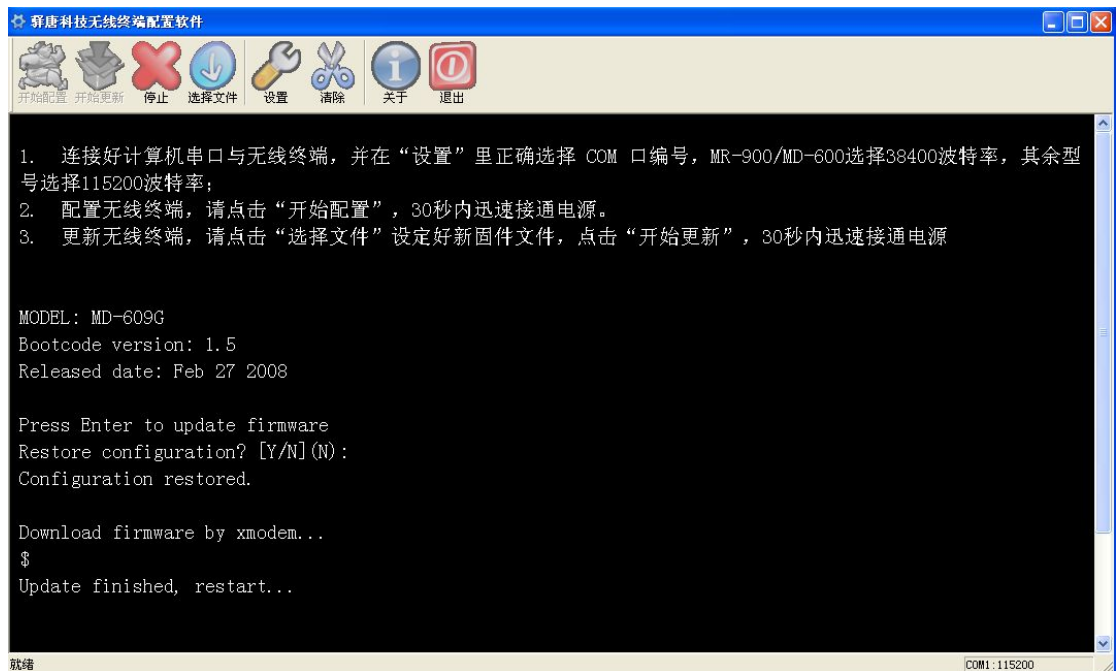 驿唐科技无线终端配置软件
开始配置 开始更新 停止 选择文件 设置 清除 关于 退出
1. 连接好计算机串口与无线终端，并在“设置”里正确选择 COM 口编号，MR-900/MD-600选择38400波特率，其余型
号选择115200波特率；
2. 配置无线终端，请点击“开始配置”，30秒内迅速接通电源。
3. 更新无线终端，请点击“选择文件”设定好新固件文件，点击“开始更新”，30秒内迅速接通电源
MODEL: MD-609G
Bootcode version: 1.5
Released date: Feb 27 2008
Press Enter to update firmware
Restore configuration? [Y/N](N):
Configuration restored.
Download firmware by xmodem...
$
Update finished, restart...
就绪 COM1:115200